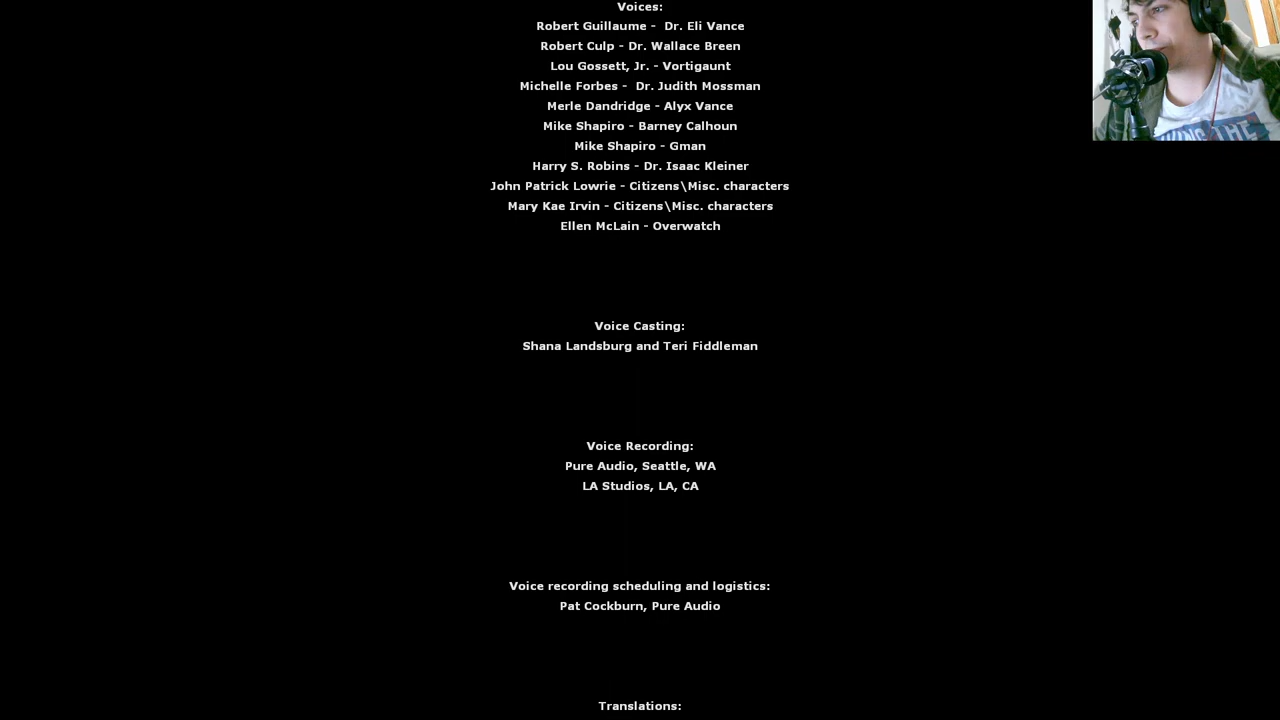 Voices:
Robert Guillaume -  Dr. Eli Vance
Robert Culp - Dr. Wallace Breen
Lou Gossett, Jr. - Vortigaunt
Michelle Forbes -  Dr. Judith Mossman
Merle Dandridge - Alyx Vance
Mike Shapiro - Barney Calhoun
Mike Shapiro - Gman
Harry S. Robins - Dr. Isaac Kleiner
John Patrick Lowrie - Citizens\Misc. characters
Mary Kae Irvin - Citizens\Misc. characters
Ellen McLain - Overwatch
Voice Casting:
Shana Landsburg and Teri Fiddleman
Voice Recording:
Pure Audio, Seattle, WA
LA Studios, LA, CA
Voice recording scheduling and logistics:
Pat Cockburn, Pure Audio
Translations:
THE